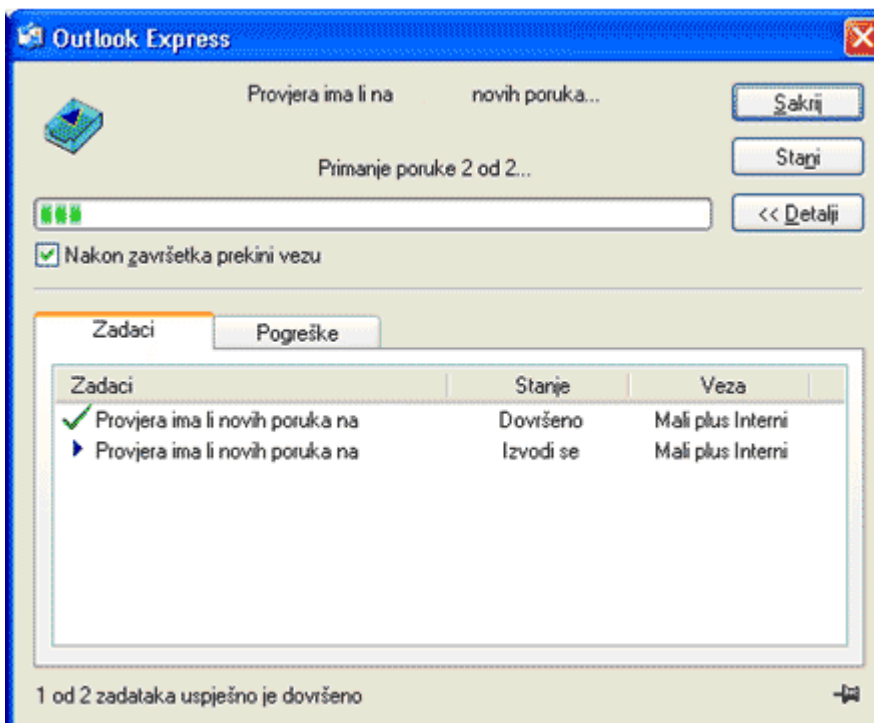 Outlook Express
Provjera ima li na novih poruka...
Sakrij
Primanje poruke 2 od 2...
Stani
<< Detalji
Nakon završetka prekini vezu
Zadaci Pogreške
Zadaci Stanje Veza
Provjera ima li novih poruka na Dovršeno Mali plus Interni
Provjera ima li novih poruka na Izvodi se Mali plus Interni
1 od 2 zadataka uspješno je dovršeno